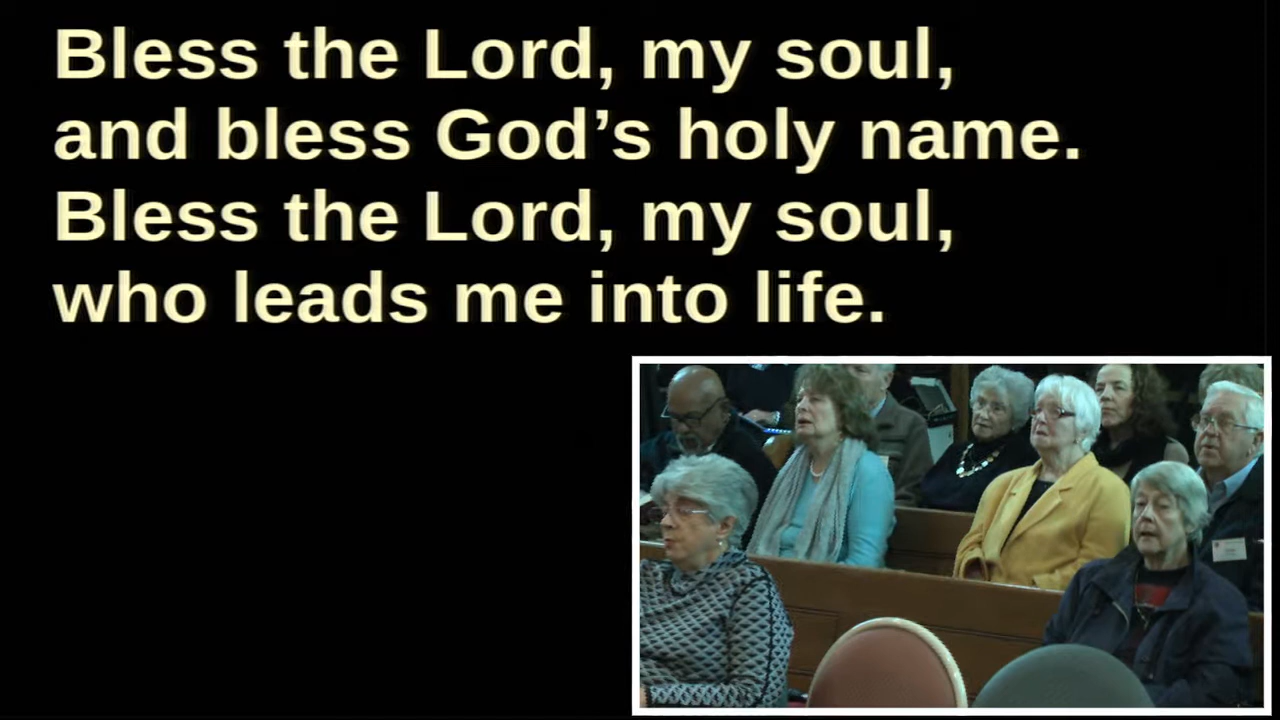 Bless the Lord, my soul,
and bless God’s holy name.
Bless the Lord, my soul,
who leads me into life.